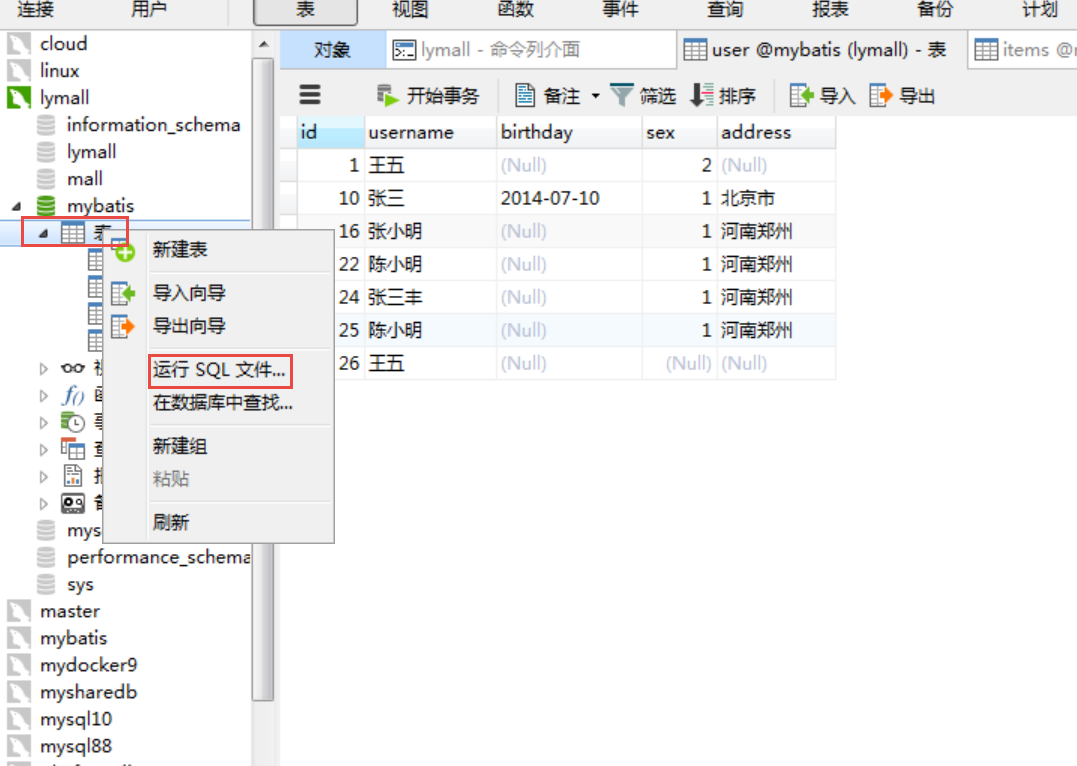 连接 用户 表 视图 函数 事件 查询 报表 备份 计划
对象 lymall - 命令列介面 user @mybatis (lymall) - 表 items @
开始事务 备注 筛选 排序 导入 导出
cloud
linux
lymall
information_schema
lymall
mall
mybatis
表
mys
performance_schema
sys
master
mybatis
mydocker9
mysharedb
mysql10
mysql88
新建表
导入向导
导出向导
运行 SQL 文件...
在数据库中查找...
新建组
粘贴
刷新
id username birthday sex address
1 王五 (Null) 2 (Null)
10 张三 2014-07-10 1 北京市
16 张小明 (Null) 1 河南郑州
22 陈小明 (Null) 1 河南郑州
24 张三丰 (Null) 1 河南郑州
25 陈小明 (Null) 1 河南郑州
26 王五 (Null) (Null) (Null)